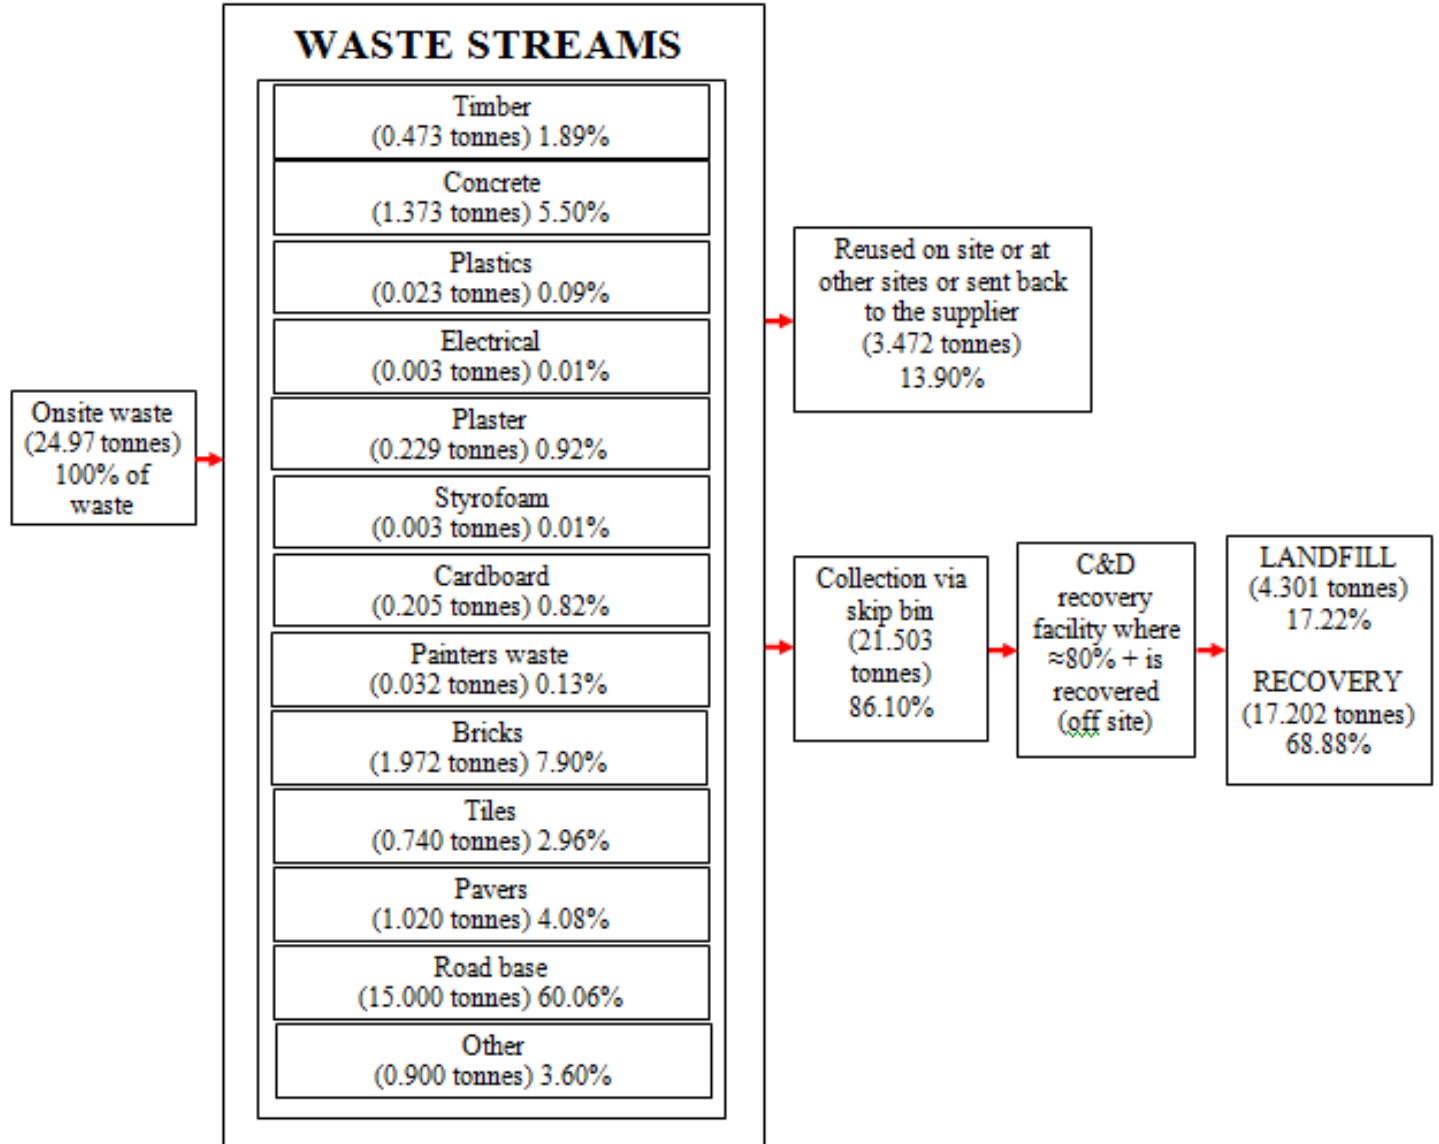 WASTE STREAMS
Timber
(0.473 tonnes) 1.89%
Concrete
(1.373 tonnes) 5.50%
Plastics
(0.023 tonnes) 0.09%
Electrical
(0.003 tonnes) 0.01%
Plaster
(0.229 tonnes) 0.92%
Styrofoam
(0.003 tonnes) 0.01%
Cardboard
(0.205 tonnes) 0.82%
Painters waste
(0.032 tonnes) 0.13%
Bricks
(1.972 tonnes) 7.90%
Tiles
(0.740 tonnes) 2.96%
Pavers
(1.020 tonnes) 4.08%
Road base
(15.000 tonnes) 60.06%
Other
(0.900 tonnes) 3.60%
Onsite waste
(24.97 tonnes)
100% of
waste
Reused on site or at
other sites or sent back
to the supplier
(3.472 tonnes)
13.90%
Collection via
skip bin
(21.503
tonnes)
86.10%
C&D
recovery
facility where
≈80% + is
recovered
(off site)
LANDFILL
(4.301 tonnes)
17.22%
RECOVERY
(17.202 tonnes)
68.88%